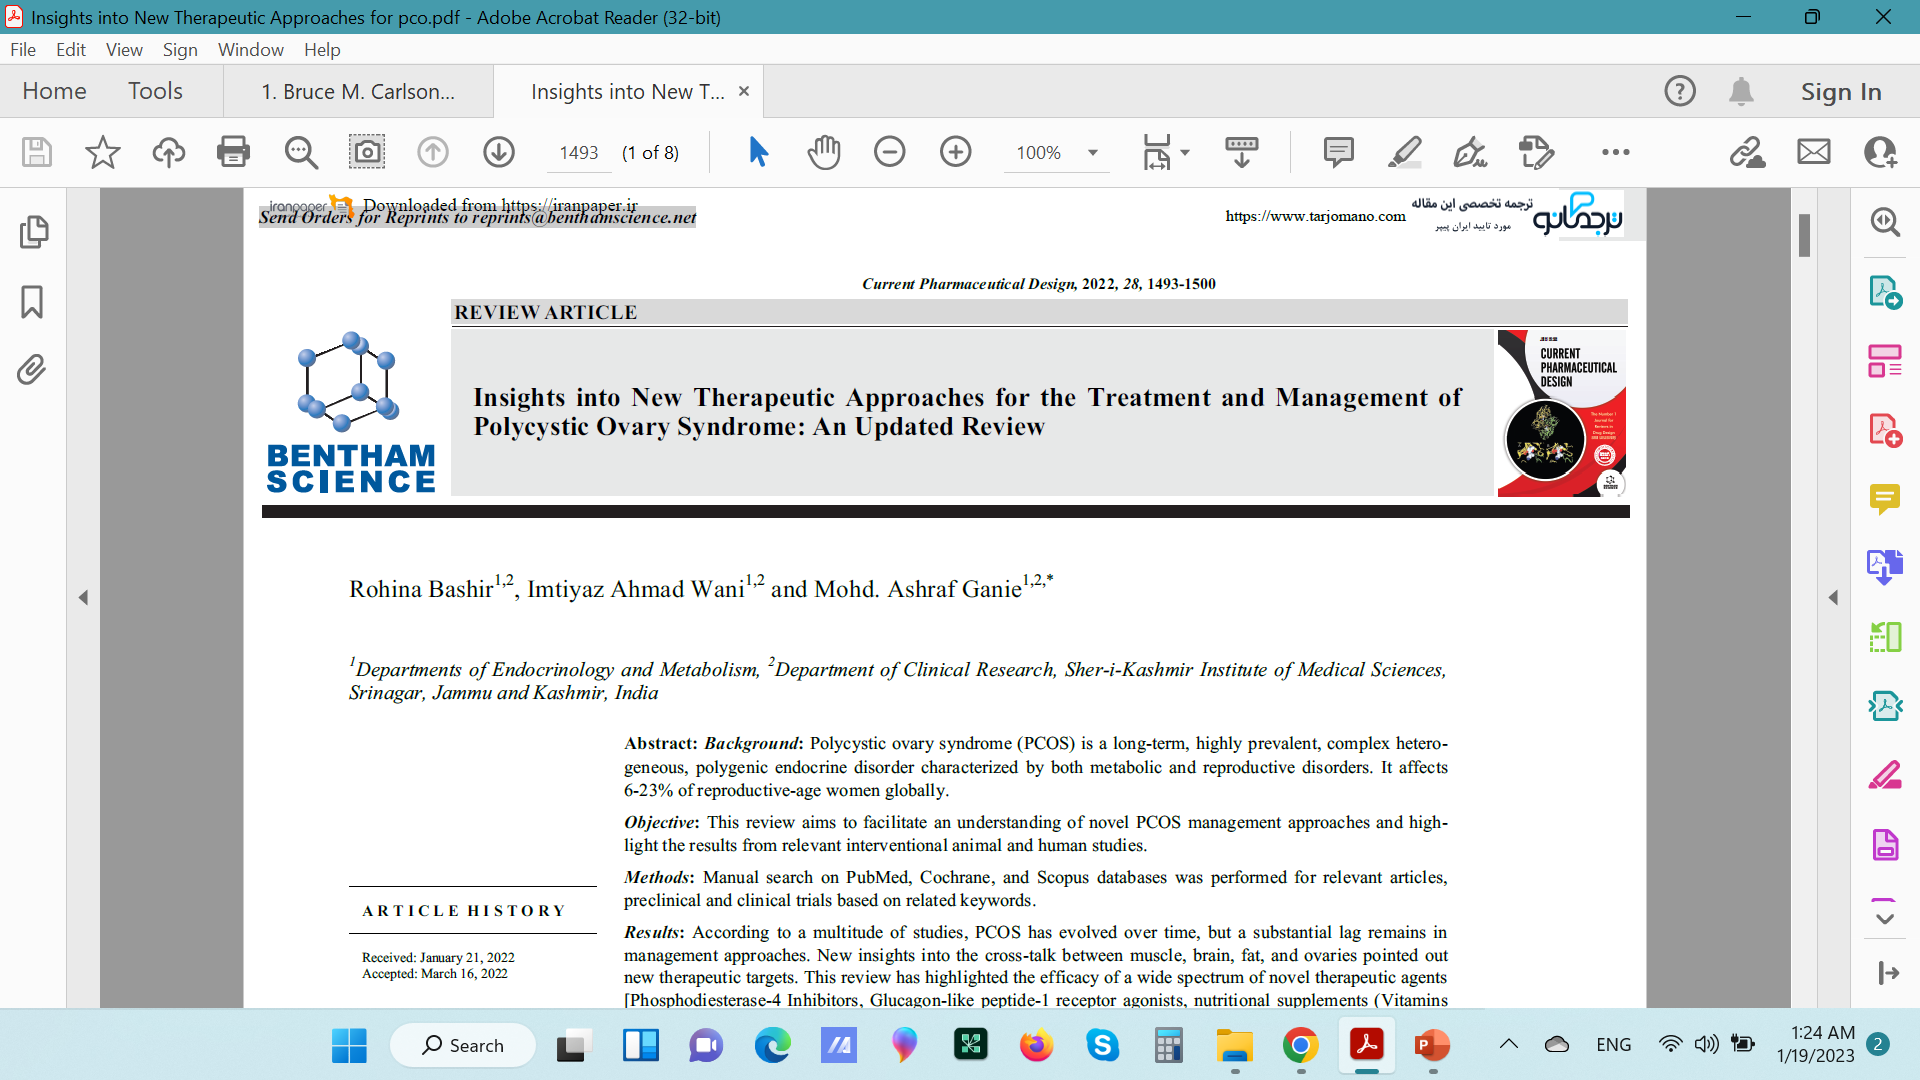 Insights into New Therapeutic Approaches for pco.pdf - Adobe Acrobat Reader (32-bit)
File Edit View Sign Window Help
Home Tools 1. Bruce M. Carlson... Insights into New T... Sign In
1493 (1 of 8) 100%
iranpaper Downloaded from https://iranpaper.ir
Send Orders for Reprints to reprints@benthamscience.net
https://www.tarjomano.com ترجمه تخصصی این مقاله
مورد تایید ایران پیپر
ترجمانو
Current Pharmaceutical Design, 2022, 28, 1493-1500
REVIEW ARTICLE
BENTHAM
SCIENCE
Insights into New Therapeutic Approaches for the Treatment and Management of
Polycystic Ovary Syndrome: An Updated Review
CURRENT
PHARMACEUTICAL
DESIGN
Rohina Bashir1,2, Imtiyaz Ahmad Wani1,2 and Mohd. Ashraf Ganie1,2,*
1Departments of Endocrinology and Metabolism, 2Department of Clinical Research, Sher-i-Kashmir Institute of Medical Sciences,
Srinagar, Jammu and Kashmir, India
ARTICLE HISTORY
Received: January 21, 2022
Accepted: March 16, 2022
Abstract: Background: Polycystic ovary syndrome (PCOS) is a long-term, highly prevalent, complex hetero-
geneous, polygenic endocrine disorder characterized by both metabolic and reproductive disorders. It affects
6-23% of reproductive-age women globally.
Objective: This review aims to facilitate an understanding of novel PCOS management approaches and high-
light the results from relevant interventional animal and human studies.
Methods: Manual search on PubMed, Cochrane, and Scopus databases was performed for relevant articles,
preclinical and clinical trials based on related keywords.
Results: According to a multitude of studies, PCOS has evolved over time, but a substantial lag remains in
management approaches. New insights into the cross-talk between muscle, brain, fat, and ovaries pointed out
new therapeutic targets. This review has highlighted the efficacy of a wide spectrum of novel therapeutic agents
[Phosphodiesterase-4 Inhibitors, Glucagon-like peptide-1 receptor agonists, nutritional supplements (Vitamins
Search
ENG
1:24 AM
1/19/2023
2